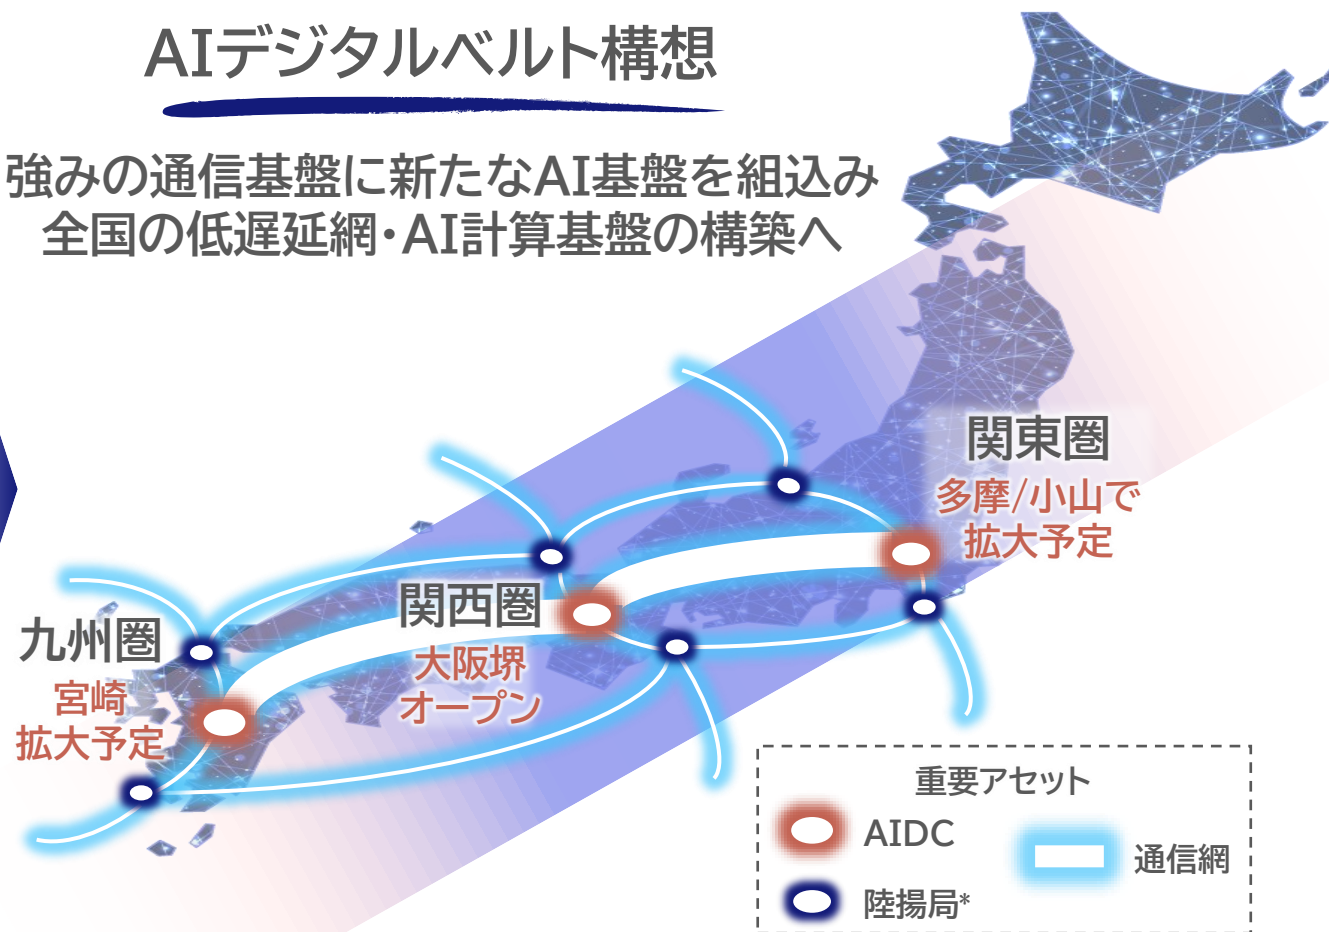 AIデジタルベルト構想
強みの通信基盤に新たなAI基盤を組込み
全国の低遅延網・AI計算基盤の構築へ
関東圏
多摩/小山で
拡大予定
関西圏
大阪堺
オープン
九州圏
宮崎
拡大予定
重要アセット
AIDC
通信網
陸揚局*